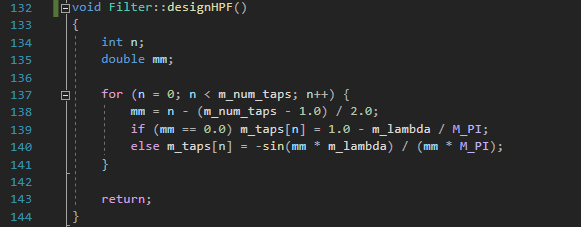 132 void Filter::designHPF()
133 {
134 int n;
135 double mm;
136
137 for (n = 0; n < m_num_taps; n++) {
138 mm = n - (m_num_taps - 1.0) / 2.0;
139 if (mm == 0.0) m_taps[n] = 1.0 - m_lambda / M_PI;
140 else m_taps[n] = -sin(mm * m_lambda) / (mm * M_PI);
141 }
142
143 return;
144 }